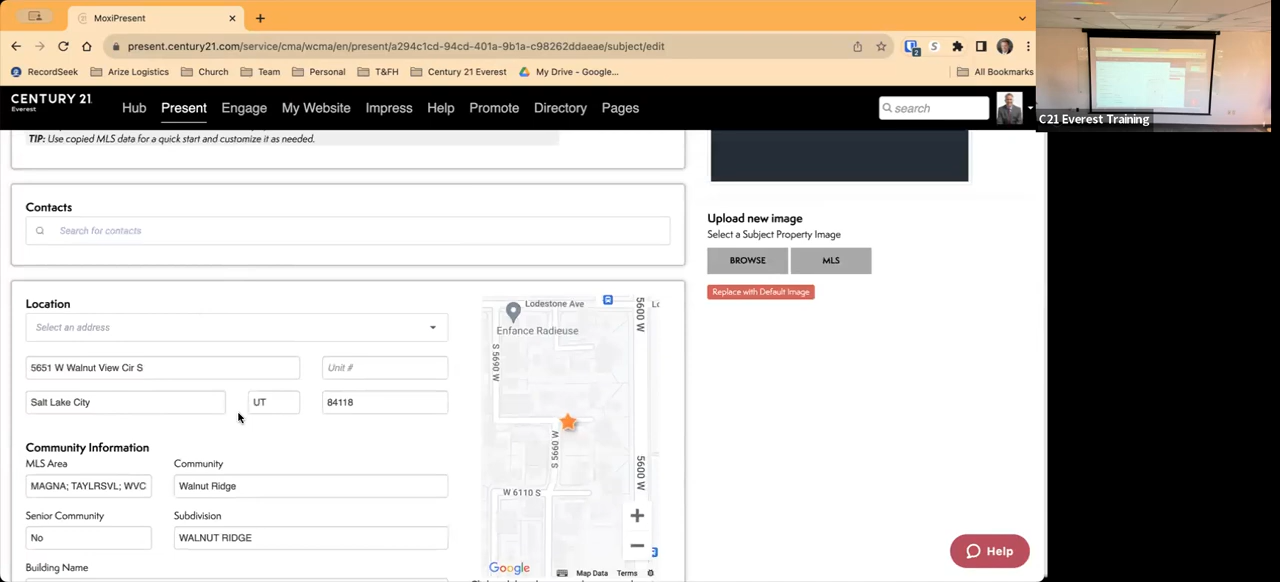 MoxiPresent
present.century21.com/service/cma/wcma/en/present/a294c1cd-94cd-401a-9b1a-c98262ddaeae/subject/edit
RecordSeek Arize Logistics Church Team Personal T&FH Century 21 Everest My Drive - Google... All Bookmarks
CENTURY 21.
Everest
Hub Present Engage My Website Impress Help Promote Directory Pages search
C21 Everest Training
TIP: Use copied MLS data for a quick start and customize it as needed.
Contacts
Search for contacts
Upload new image
Select a Subject Property Image
BROWSE MLS
Replace with Default Image
Location
Select an address
5651 W Walnut View Cir S Unit #
Salt Lake City UT 84118
Community Information
MLS Area Community
MAGNA; TAYLRSVL; WVC Walnut Ridge
Senior Community Subdivision
No WALNUT RIDGE
Building Name
Lodestone Ave
Enfance Radieuse
5600 W
S 5690 W
S 5660 W
5600 W
W 6110 S
Google Map Data Terms
Help